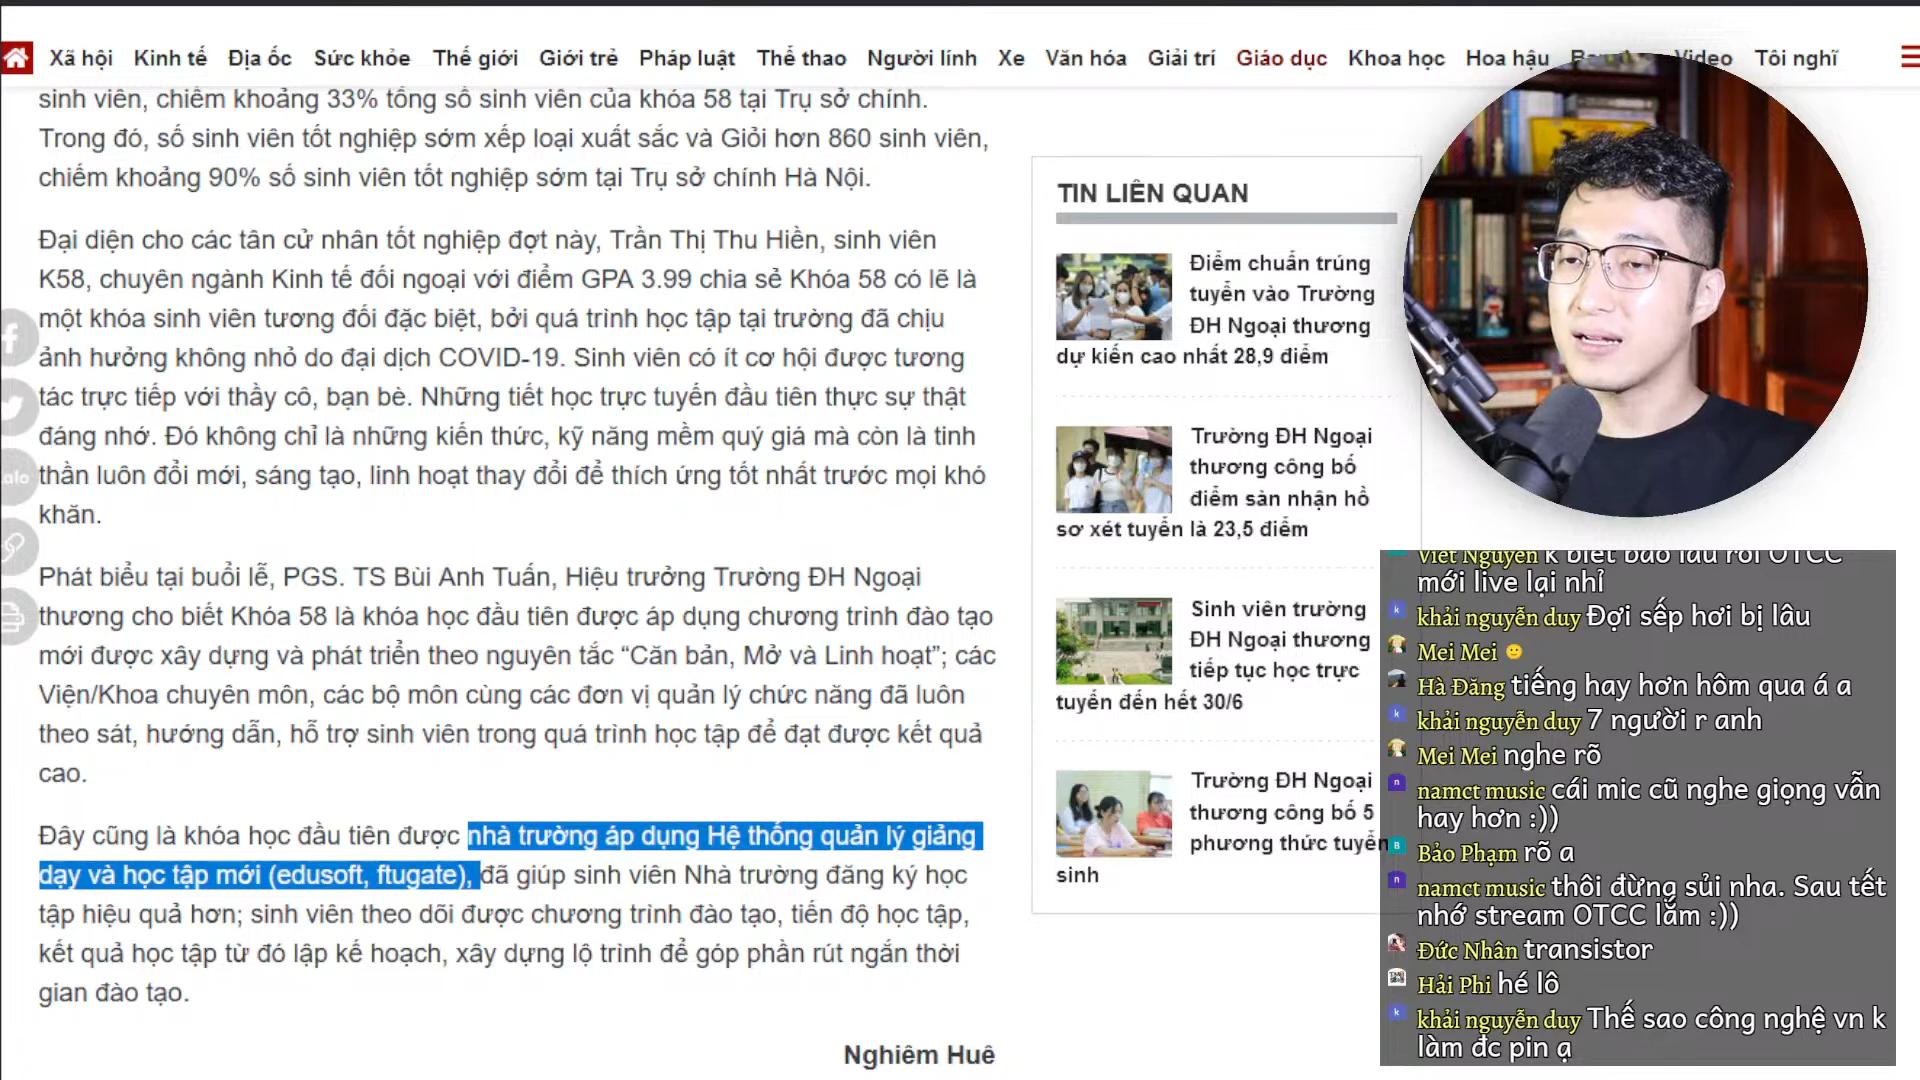 Xã hội Kinh tế Địa ốc Sức khỏe Thế giới Giới trẻ Pháp luật Thể thao Người lính Xe Văn hóa Giải trí Giáo dục Khoa học Hoa hậu Video Tôi nghĩ
sinh viên, chiếm khoảng 33% tổng số sinh viên của khóa 58 tại Trụ sở chính.
Trong đó, số sinh viên tốt nghiệp sớm xếp loại xuất sắc và Giỏi hơn 860 sinh viên,
chiếm khoảng 90% số sinh viên tốt nghiệp sớm tại Trụ sở chính Hà Nội.
Đại diện cho các tân cử nhân tốt nghiệp đợt này, Trần Thị Thu Hiền, sinh viên
K58, chuyên ngành Kinh tế đối ngoại với điểm GPA 3.99 chia sẻ Khóa 58 có lẽ là
một khóa sinh viên tương đối đặc biệt, bởi quá trình học tập tại trường đã chịu
ảnh hưởng không nhỏ do đại dịch COVID-19. Sinh viên có ít cơ hội được tương
tác trực tiếp với thầy cô, bạn bè. Những tiết học trực tuyến đầu tiên thực sự thật
đáng nhớ. Đó không chỉ là những kiến thức, kỹ năng mềm quý giá mà còn là tinh
thần luôn đổi mới, sáng tạo, linh hoạt thay đổi để thích ứng tốt nhất trước mọi khó
khăn.
Phát biểu tại buổi lễ, PGS. TS Bùi Anh Tuấn, Hiệu trưởng Trường ĐH Ngoại
thương cho biết Khóa 58 là khóa học đầu tiên được áp dụng chương trình đào tạo
mới được xây dựng và phát triển theo nguyên tắc “Căn bản, Mở và Linh hoạt”; các
Viện/Khoa chuyên môn, các bộ môn cùng các đơn vị quản lý chức năng đã luôn
theo sát, hướng dẫn, hỗ trợ sinh viên trong quá trình học tập để đạt được kết quả
cao.
Đây cũng là khóa học đầu tiên được nhà trường áp dụng Hệ thống quản lý giảng
dạy và học tập mới (edusoft, ftugate), đã giúp sinh viên Nhà trường đăng ký học
tập hiệu quả hơn; sinh viên theo dõi được chương trình đào tạo, tiến độ học tập,
kết quả học tập từ đó lập kế hoạch, xây dựng lộ trình để góp phần rút ngắn thời
gian đào tạo.
Nghiêm Huê
TIN LIÊN QUAN
Điểm chuẩn trúng
tuyển vào Trường
ĐH Ngoại thương
dự kiến cao nhất 28,9 điểm
Trường ĐH Ngoại
thương công bố
điểm sàn nhận hồ
sơ xét tuyển là 23,5 điểm
Sinh viên trường
ĐH Ngoại thương
tiếp tục học trực
tuyến đến hết 30/6
Trường ĐH Ngoại
thương công bố 5
phương thức tuyển
sinh
Việt Nguyễn k biết bao lâu rồi OTCC
mới live lại nhỉ
khải nguyễn duy Đợi sếp hơi bị lâu
Mei Mei 🙂
Hà Đăng tiếng hay hơn hôm qua á a
khải nguyễn duy 7 người r anh
Mei Mei nghe rõ
namct music cái mic cũ nghe giọng vẫn
hay hơn :))
Bảo Phạm rõ a
namct music thôi đừng sủi nha. Sau tết
nhớ stream OTCC lắm :))
Đức Nhân transistor
Hải Phi hé lô
khải nguyễn duy Thế sao công nghệ vn k
làm đc pin ạ